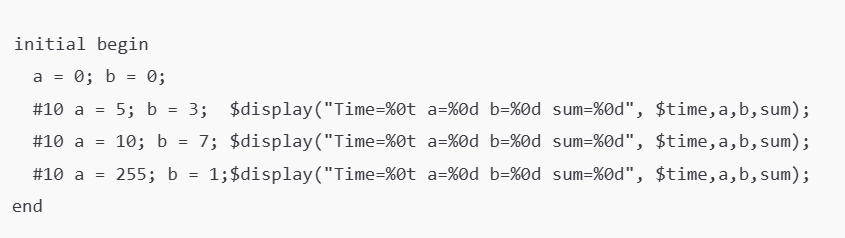 initial begin
  a = 0; b = 0;
  #10 a = 5; b = 3;  $display("Time=%0t a=%0d b=%0d sum=%0d", $time,a,b,sum);
  #10 a = 10; b = 7; $display("Time=%0t a=%0d b=%0d sum=%0d", $time,a,b,sum);
  #10 a = 255; b = 1;$display("Time=%0t a=%0d b=%0d sum=%0d", $time,a,b,sum);
end